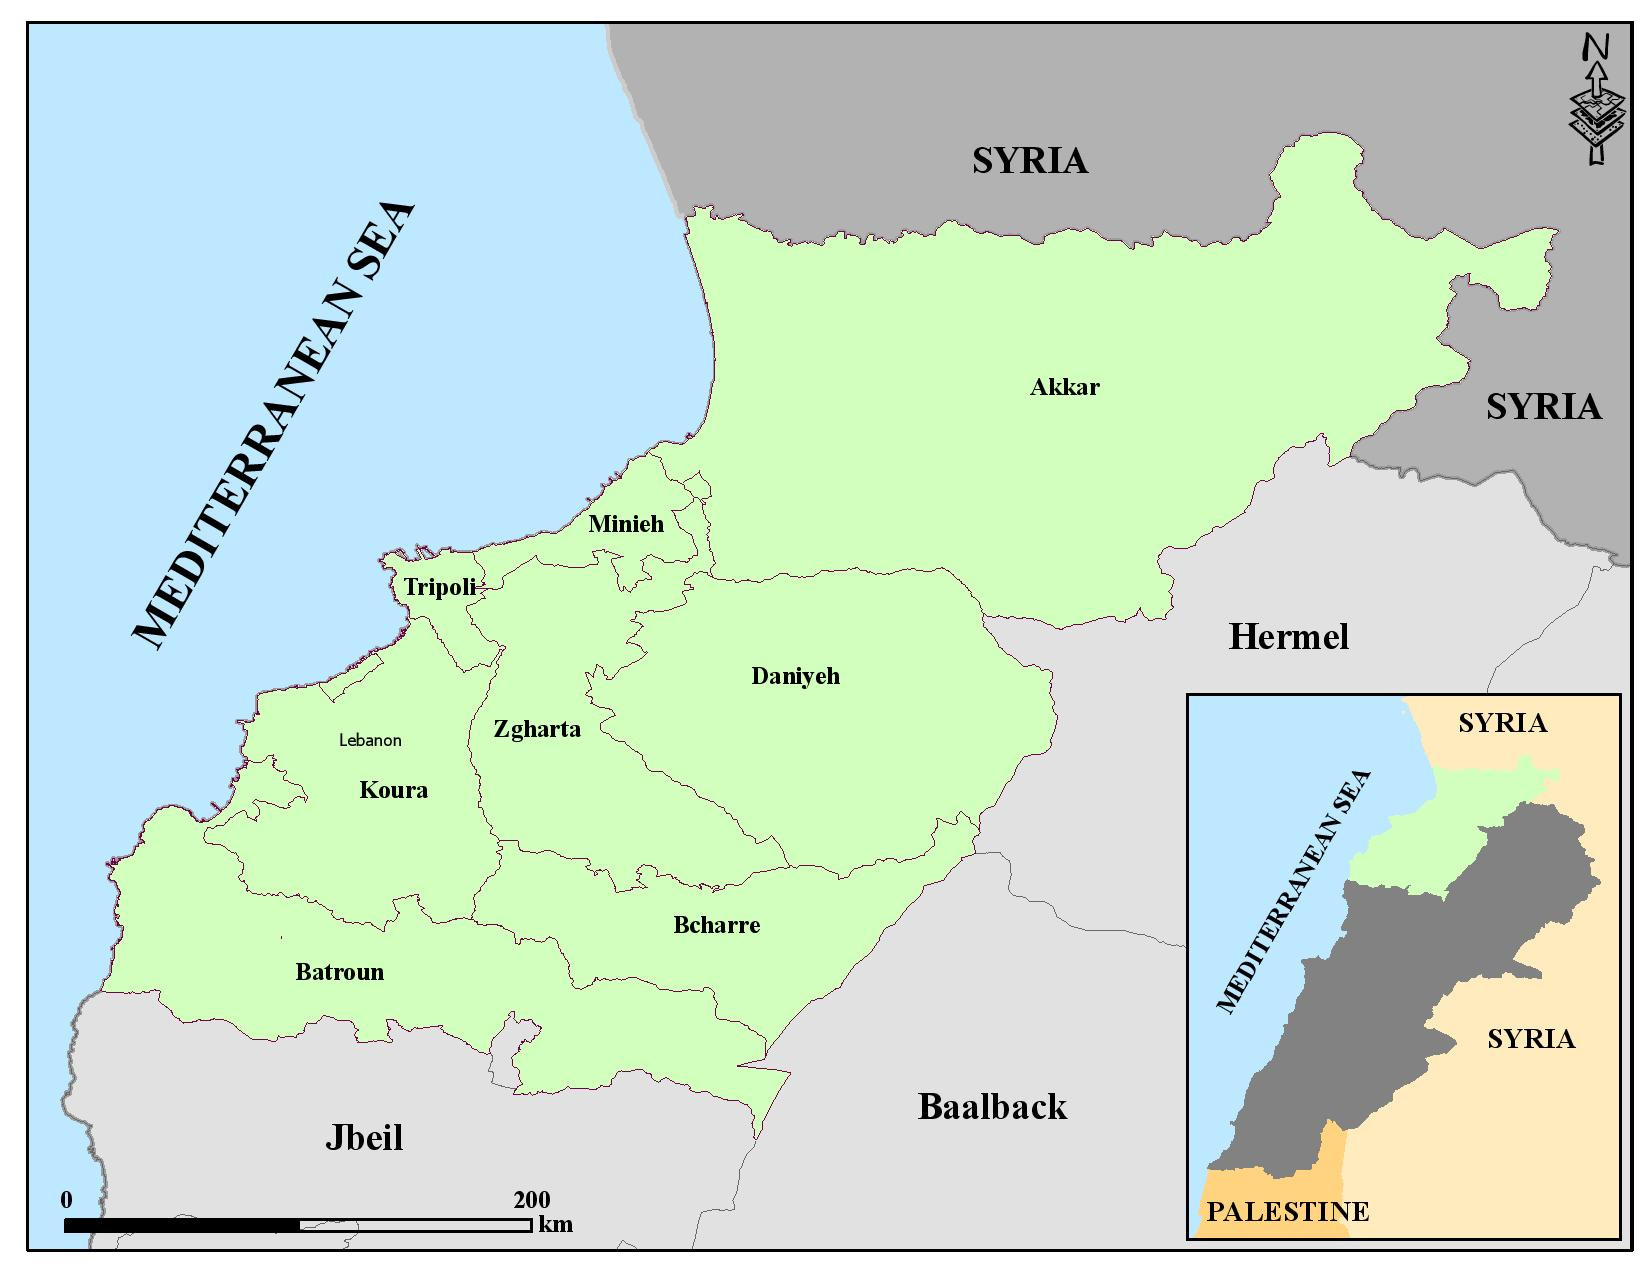 N
SYRIA
MEDITERRANEAN SEA
Akkar
SYRIA
Minieh
Tripoli
Hermel
Daniyeh
Zgharta
Lebanon
Koura
Bcharre
Batroun
Baalback
Jbeil
0
200
km
SYRIA
MEDITERRANEAN SEA
SYRIA
PALESTINE